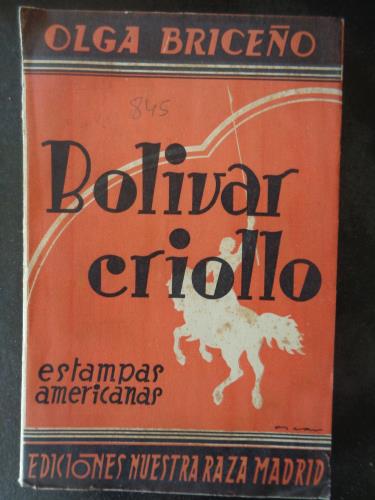 OLGA BRICEÑO
845
Bolivar
criollo
estampas
americanas
EDICIONES NUESTRA RAZA MADRID